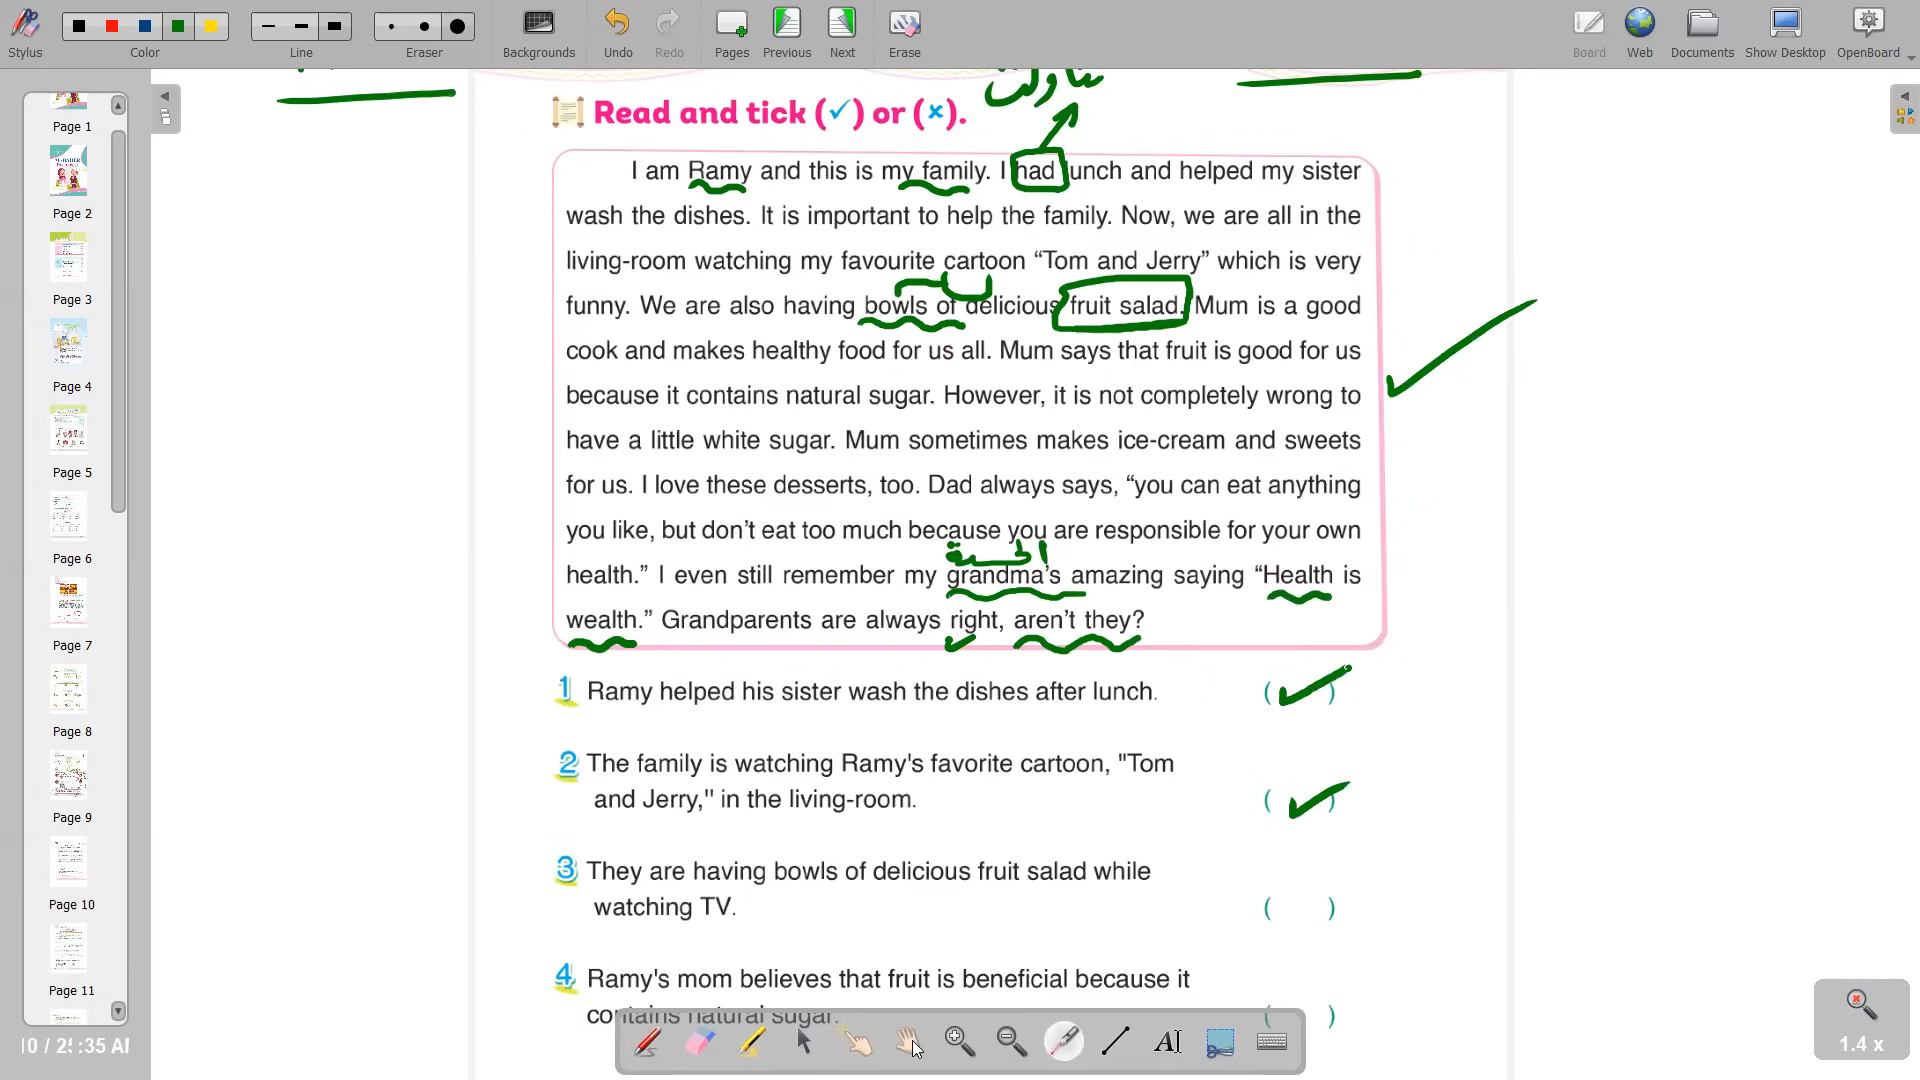 Stylus
Color
Line
Eraser
Backgrounds
Undo
Redo
Pages
Previous
Next
Erase
Board
Web
Documents
Show Desktop
OpenBoard
Page 1
Page 2
Page 3
Page 4
Page 5
Page 6
Page 7
Page 8
Page 9
Page 10
Page 11
Read and tick (✓) or (×).
I am Ramy and this is my family. I had lunch and helped my sister
wash the dishes. It is important to help the family. Now, we are all in the
living-room watching my favourite cartoon “Tom and Jerry” which is very
funny. We are also having bowls of delicious fruit salad. Mum is a good
cook and makes healthy food for us all. Mum says that fruit is good for us
because it contains natural sugar. However, it is not completely wrong to
have a little white sugar. Mum sometimes makes ice-cream and sweets
for us. I love these desserts, too. Dad always says, “you can eat anything
you like, but don’t eat too much because you are responsible for your own
health.” I even still remember my grandma’s amazing saying “Health is
wealth.” Grandparents are always right, aren’t they?
1 Ramy helped his sister wash the dishes after lunch. ( ✓ )
2 The family is watching Ramy's favorite cartoon, "Tom
and Jerry," in the living-room. ( ✓ )
3 They are having bowls of delicious fruit salad while
watching TV. ( )
4 Ramy's mom believes that fruit is beneficial because it
contains natural sugar. ( )
1.4 x